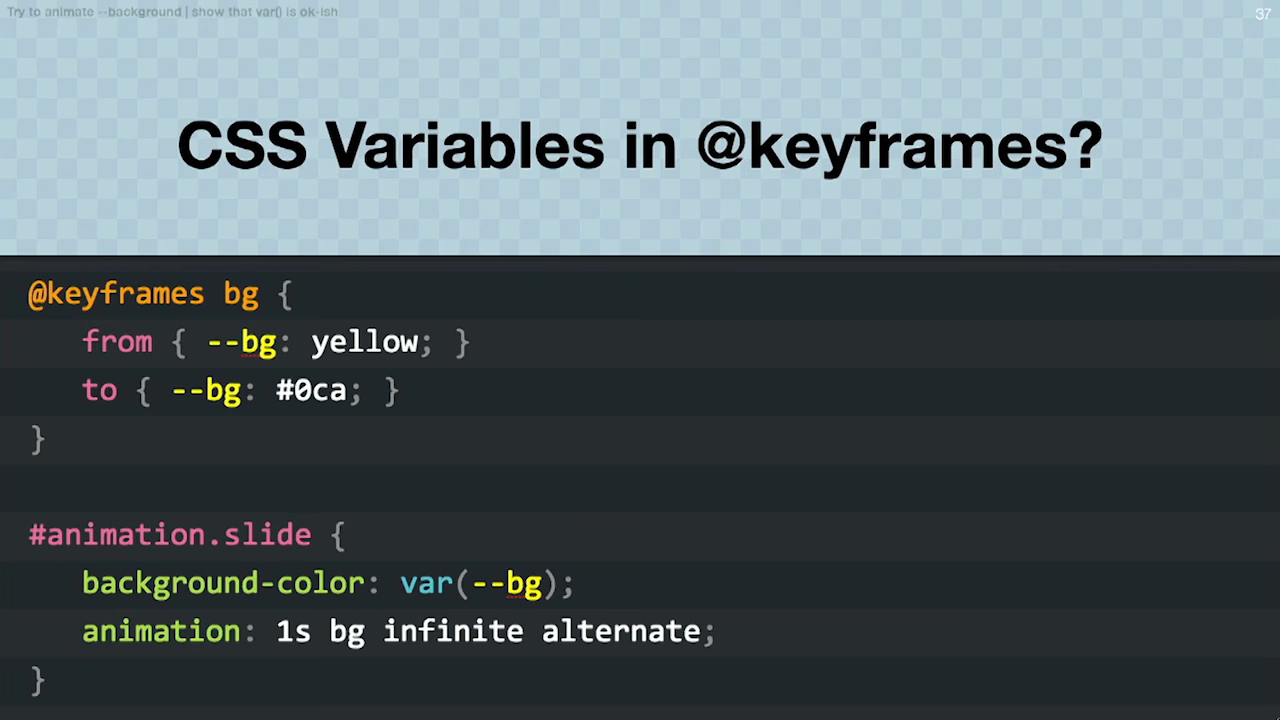 Try to animate --background | show that var() is ok-ish
37
CSS Variables in @keyframes?
@keyframes bg {
from { --bg: yellow; }
to { --bg: #0ca; }
}
#animation.slide {
background-color: var(--bg);
animation: 1s bg infinite alternate;
}